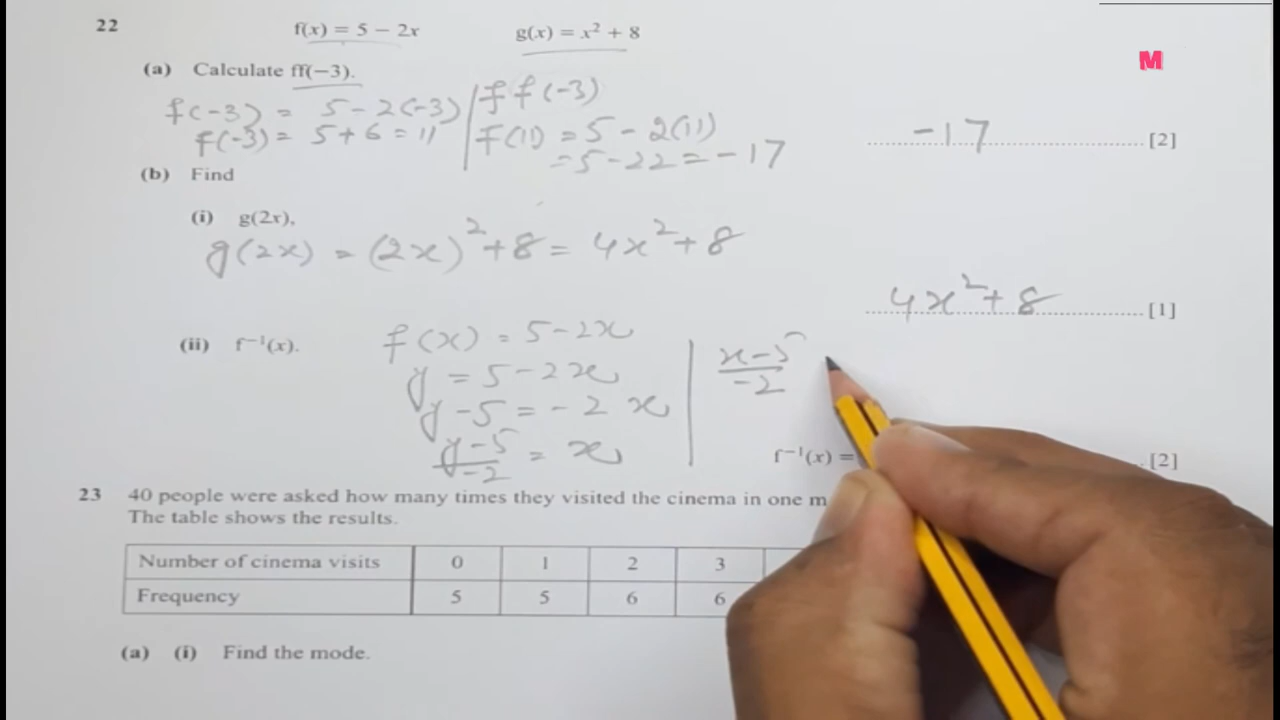 22 f(x) = 5 − 2x g(x) = x² + 8
M
(a) Calculate ff(−3).
f(-3) = 5 - 2(-3)
f(-3) = 5 + 6 = 11
f f(-3)
f(11) = 5 - 2(11)
= 5 - 22 = -17
-17 [2]
(b) Find
(i) g(2x),
g(2x) = (2x)² + 8 = 4x² + 8
4x² + 8 [1]
(ii) f⁻¹(x).
f(x) = 5 - 2x
y = 5 - 2x
y - 5 = -2x
y - 5 / -2 = x
x - 5 / -2
f⁻¹(x) = [2]
23 40 people were asked how many times they visited the cinema in one m
The table shows the results.
Number of cinema visits 0 1 2 3
Frequency 5 5 6 6
(a) (i) Find the mode.